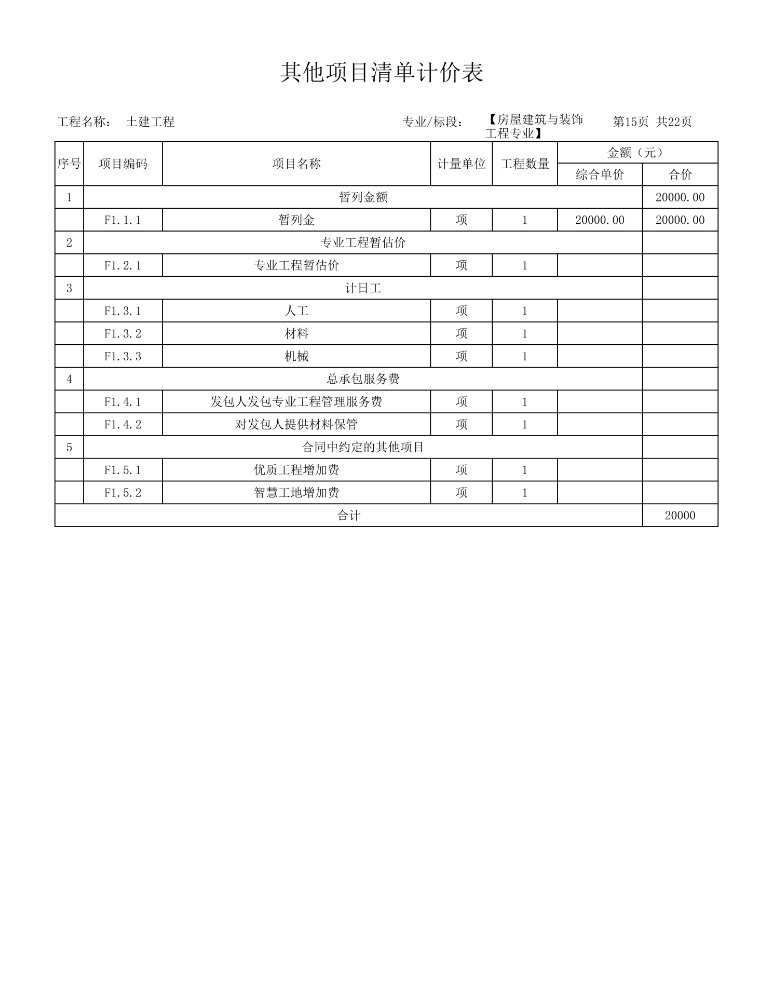 其他项目清单计价表
工程名称： 土建工程 专业/标段： 【房屋建筑与装饰工程专业】 第15页 共22页
序号 项目编码 项目名称 计量单位 工程数量 金额（元）
综合单价 合价
1 暂列金额 20000.00
F1.1.1 暂列金 项 1 20000.00 20000.00
2 专业工程暂估价
F1.2.1 专业工程暂估价 项 1
3 计日工
F1.3.1 人工 项 1
F1.3.2 材料 项 1
F1.3.3 机械 项 1
4 总承包服务费
F1.4.1 发包人发包专业工程管理服务费 项 1
F1.4.2 对发包人提供材料保管 项 1
5 合同中约定的其他项目
F1.5.1 优质工程增加费 项 1
F1.5.2 智慧工地增加费 项 1
合计 20000